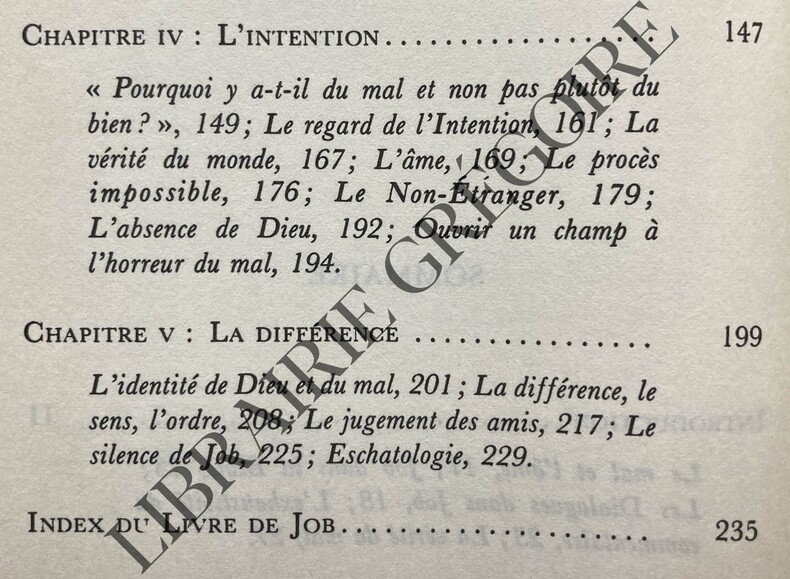 CHAPITRE IV : L'INTENTION.................... 147
« Pourquoi y a-t-il du mal et non pas plutôt du
bien ? », 149 ; Le regard de l'Intention, 161 ; La
vérité du monde, 167 ; L'âme, 169 ; Le procès
impossible, 176 ; Le Non-Étranger, 179 ;
L'absence de Dieu, 192 ; Ouvrir un champ à
l'horreur du mal, 194.
SOMMAIRE
CHAPITRE V : LA DIFFÉRENCE ................. 199
L'identité de Dieu et du mal, 201 ; La différence, le
sens, l'ordre, 208 ; Le jugement des amis, 217 ; Le
silence de Job, 225 ; Eschatologie, 229.
INDEX DU LIVRE DE JOB...................... 235
LIBRAIRIE GRÉGOIRE